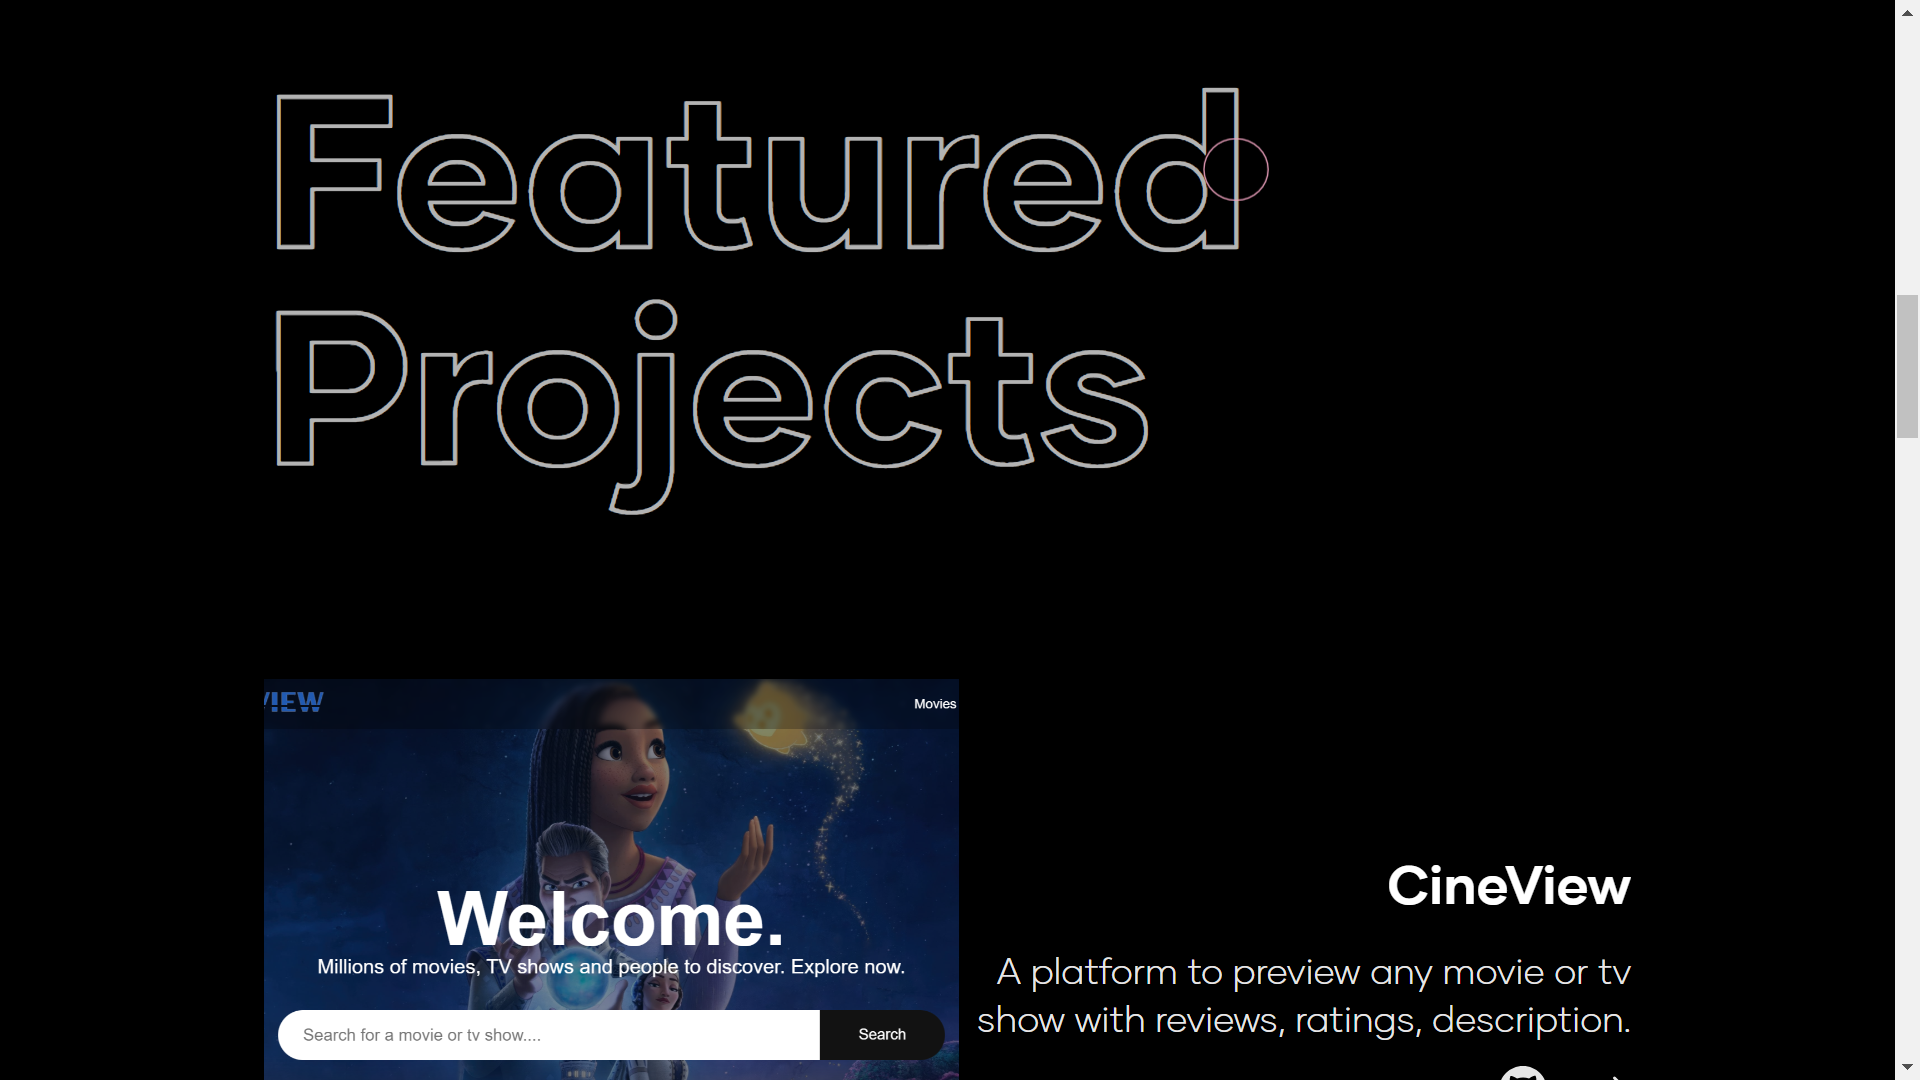 Featured
Projects
VIEW
Movies
Welcome.
Millions of movies, TV shows and people to discover. Explore now.
Search for a movie or tv show....
Search
CineView
A platform to preview any movie or tv
show with reviews, ratings, description.